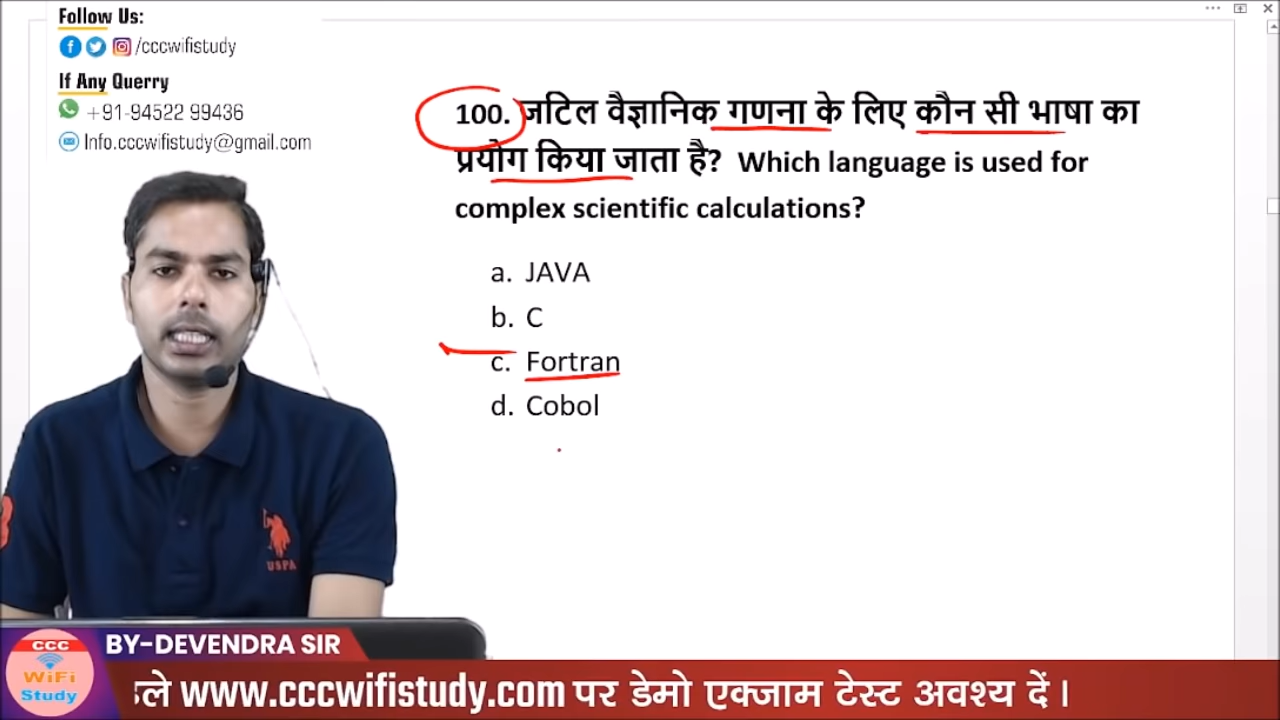 Follow Us:
/cccwifistudy
If Any Querry
+91-94522 99436
Info.cccwifistudy@gmail.com
100. जटिल वैज्ञानिक गणना के लिए कौन सी भाषा का
प्रयोग किया जाता है? Which language is used for
complex scientific calculations?
a. JAVA
b. C
c. Fortran
d. Cobol
USPA
BY-DEVENDRA SIR
CCC
WiFi
Study
www.cccwifistudy.com पर डेमो एक्जाम टेस्ट अवश्य दें।